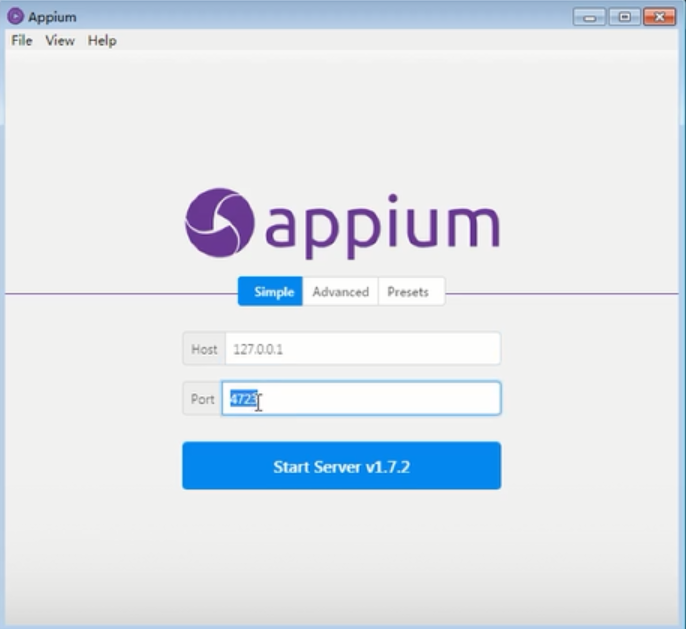 Appium
File View Help
appium
Simple Advanced Presets
Host 127.0.0.1
Port 4723
Start Server v1.7.2